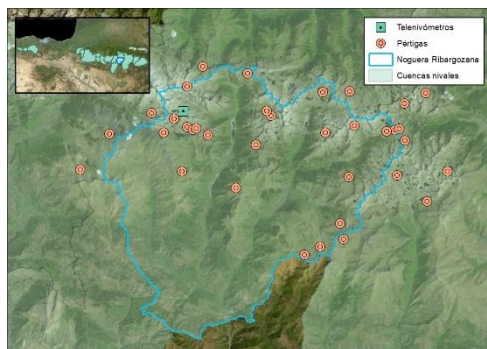 Telenivómetros
Pértigas
Noguera Ribargozana
Cuencas nivales